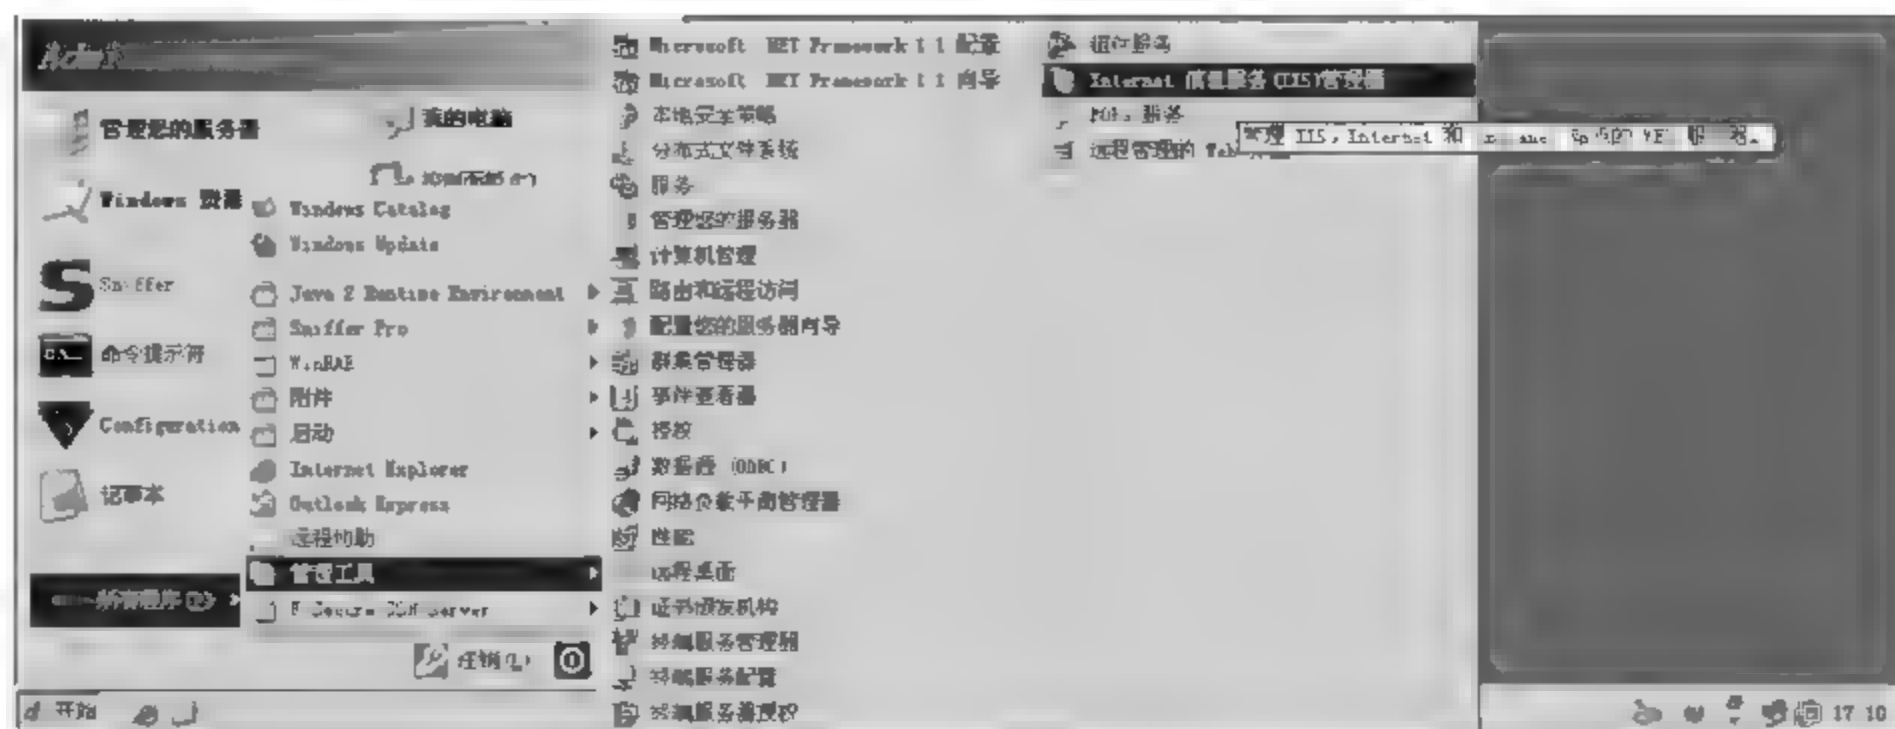 管理您的服务器
我的电脑
Windows
Windows Catalog
Windows Update
Sniffer
Java 2 Runtime Environment
Sniffer Pro
命令提示符
WinRAR
附件
Configuration
启动
Internet Explorer
记事本
Outlook Express
远程协助
管理工具
所有程序(P)
F-Secure SSH Server
注销(L)
开始
Microsoft .NET Framework 1.1 配置
Microsoft .NET Framework 1.1 向导
本地安全策略
分布式文件系统
服务
管理您的服务器
计算机管理
路由和远程访问
配置您的服务器向导
群集管理器
事件查看器
授权
数据源 (ODBC)
网络负载平衡管理器
性能
远程桌面
证书颁发机构
终端服务管理器
终端服务配置
终端服务器授权
组件服务
Internet 信息服务(IIS)管理器
服务
远程管理的 Web
管理 IIS, Internet 和
17 10